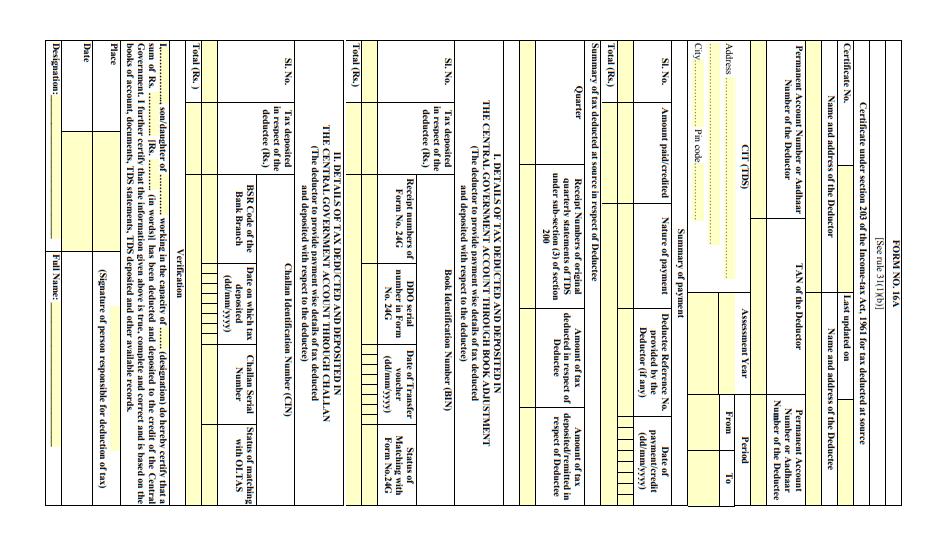 FORM NO. 16A
[See rule 31(1)(b)]
Certificate under section 203 of the Income-tax Act, 1961 for tax deducted at source
Certificate No. Last updated on
Name and address of the Deductor Name and address of the Deductee
Permanent Account Number or Aadhaar
Number of the Deductor
TAN of the Deductor
Permanent Account
Number or Aadhaar
Number of the Deductee
CIT (TDS) Assessment Year Period
Address
City Pin code
From To
Summary of payment
Sl. No.
Amount paid/credited
Nature of payment
Deductee Reference No.
provided by the
Deductor (if any)
Date of
payment/credit
(dd/mm/yyyy)
Total (Rs.)
Summary of tax deducted at source in respect of Deductee
Quarter
Receipt Numbers of original
quarterly statements of TDS
under sub-section (3) of section
200
Amount of tax
deducted in respect of
Deductee
Amount of tax
deposited/remitted in
respect of Deductee
I. DETAILS OF TAX DEDUCTED AND DEPOSITED IN
THE CENTRAL GOVERNMENT ACCOUNT THROUGH BOOK ADJUSTMENT
(The deductor to provide payment wise details of tax deducted
and deposited with respect to the deductee)
Sl. No.
Tax deposited
in respect of the
deductee (Rs.)
Book Identification Number (BIN)
Receipt numbers of
Form No. 24G
DDO serial
number in Form
No. 24G
Date of Transfer
voucher
(dd/mm/yyyy)
Status of
Matching with
Form No.24G
Total (Rs.)
II. DETAILS OF TAX DEDUCTED AND DEPOSITED IN
THE CENTRAL GOVERNMENT ACCOUNT THROUGH CHALLAN
(The deductor to provide payment wise details of tax deducted
and deposited with respect to the deductee)
Sl. No.
Tax deposited
in respect of the
deductee (Rs.)
Challan Identification Number (CIN)
BSR Code of the
Bank Branch
Date on which tax
deposited
(dd/mm/yyyy)
Challan Serial
Number
Status of matching
with OLTAS
Total (Rs. )
Verification
I,........, son/daughter of ........... working in the capacity of ....... (designation) do hereby certify that a
sum of Rs. .......... [Rs. .......... (in words)] has been deducted and deposited to the credit of the Central
Government. I further certify that the information given above is true, complete and correct and is based on the
books of account, documents, TDS statements, TDS deposited and other available records.
Place
Date
(Signature of person responsible for deduction of tax)
Designation: Full Name: